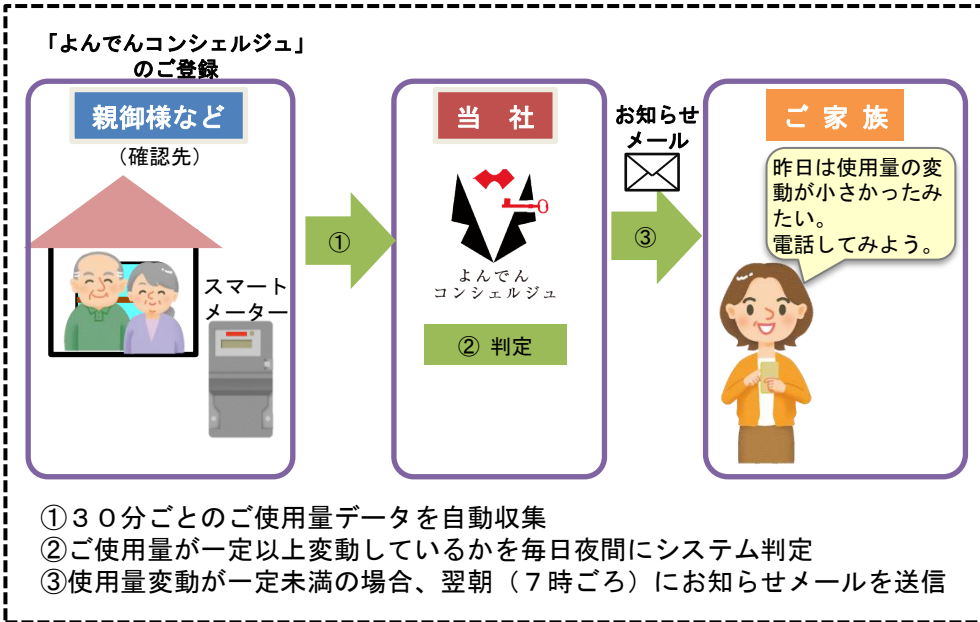 「よんでんコンシェルジュ」
のご登録
親御様など
（確認先）
スマート
メーター
①
当　社
よんでん
コンシェルジュ
② 判定
お知らせ
メール
③
ご 家 族
昨日は使用量の変
動が小さかったみ
たい。
電話してみよう。
①３０分ごとのご使用量データを自動収集
②ご使用量が一定以上変動しているかを毎日夜間にシステム判定
③使用量変動が一定未満の場合、翌朝（７時ごろ）にお知らせメールを送信